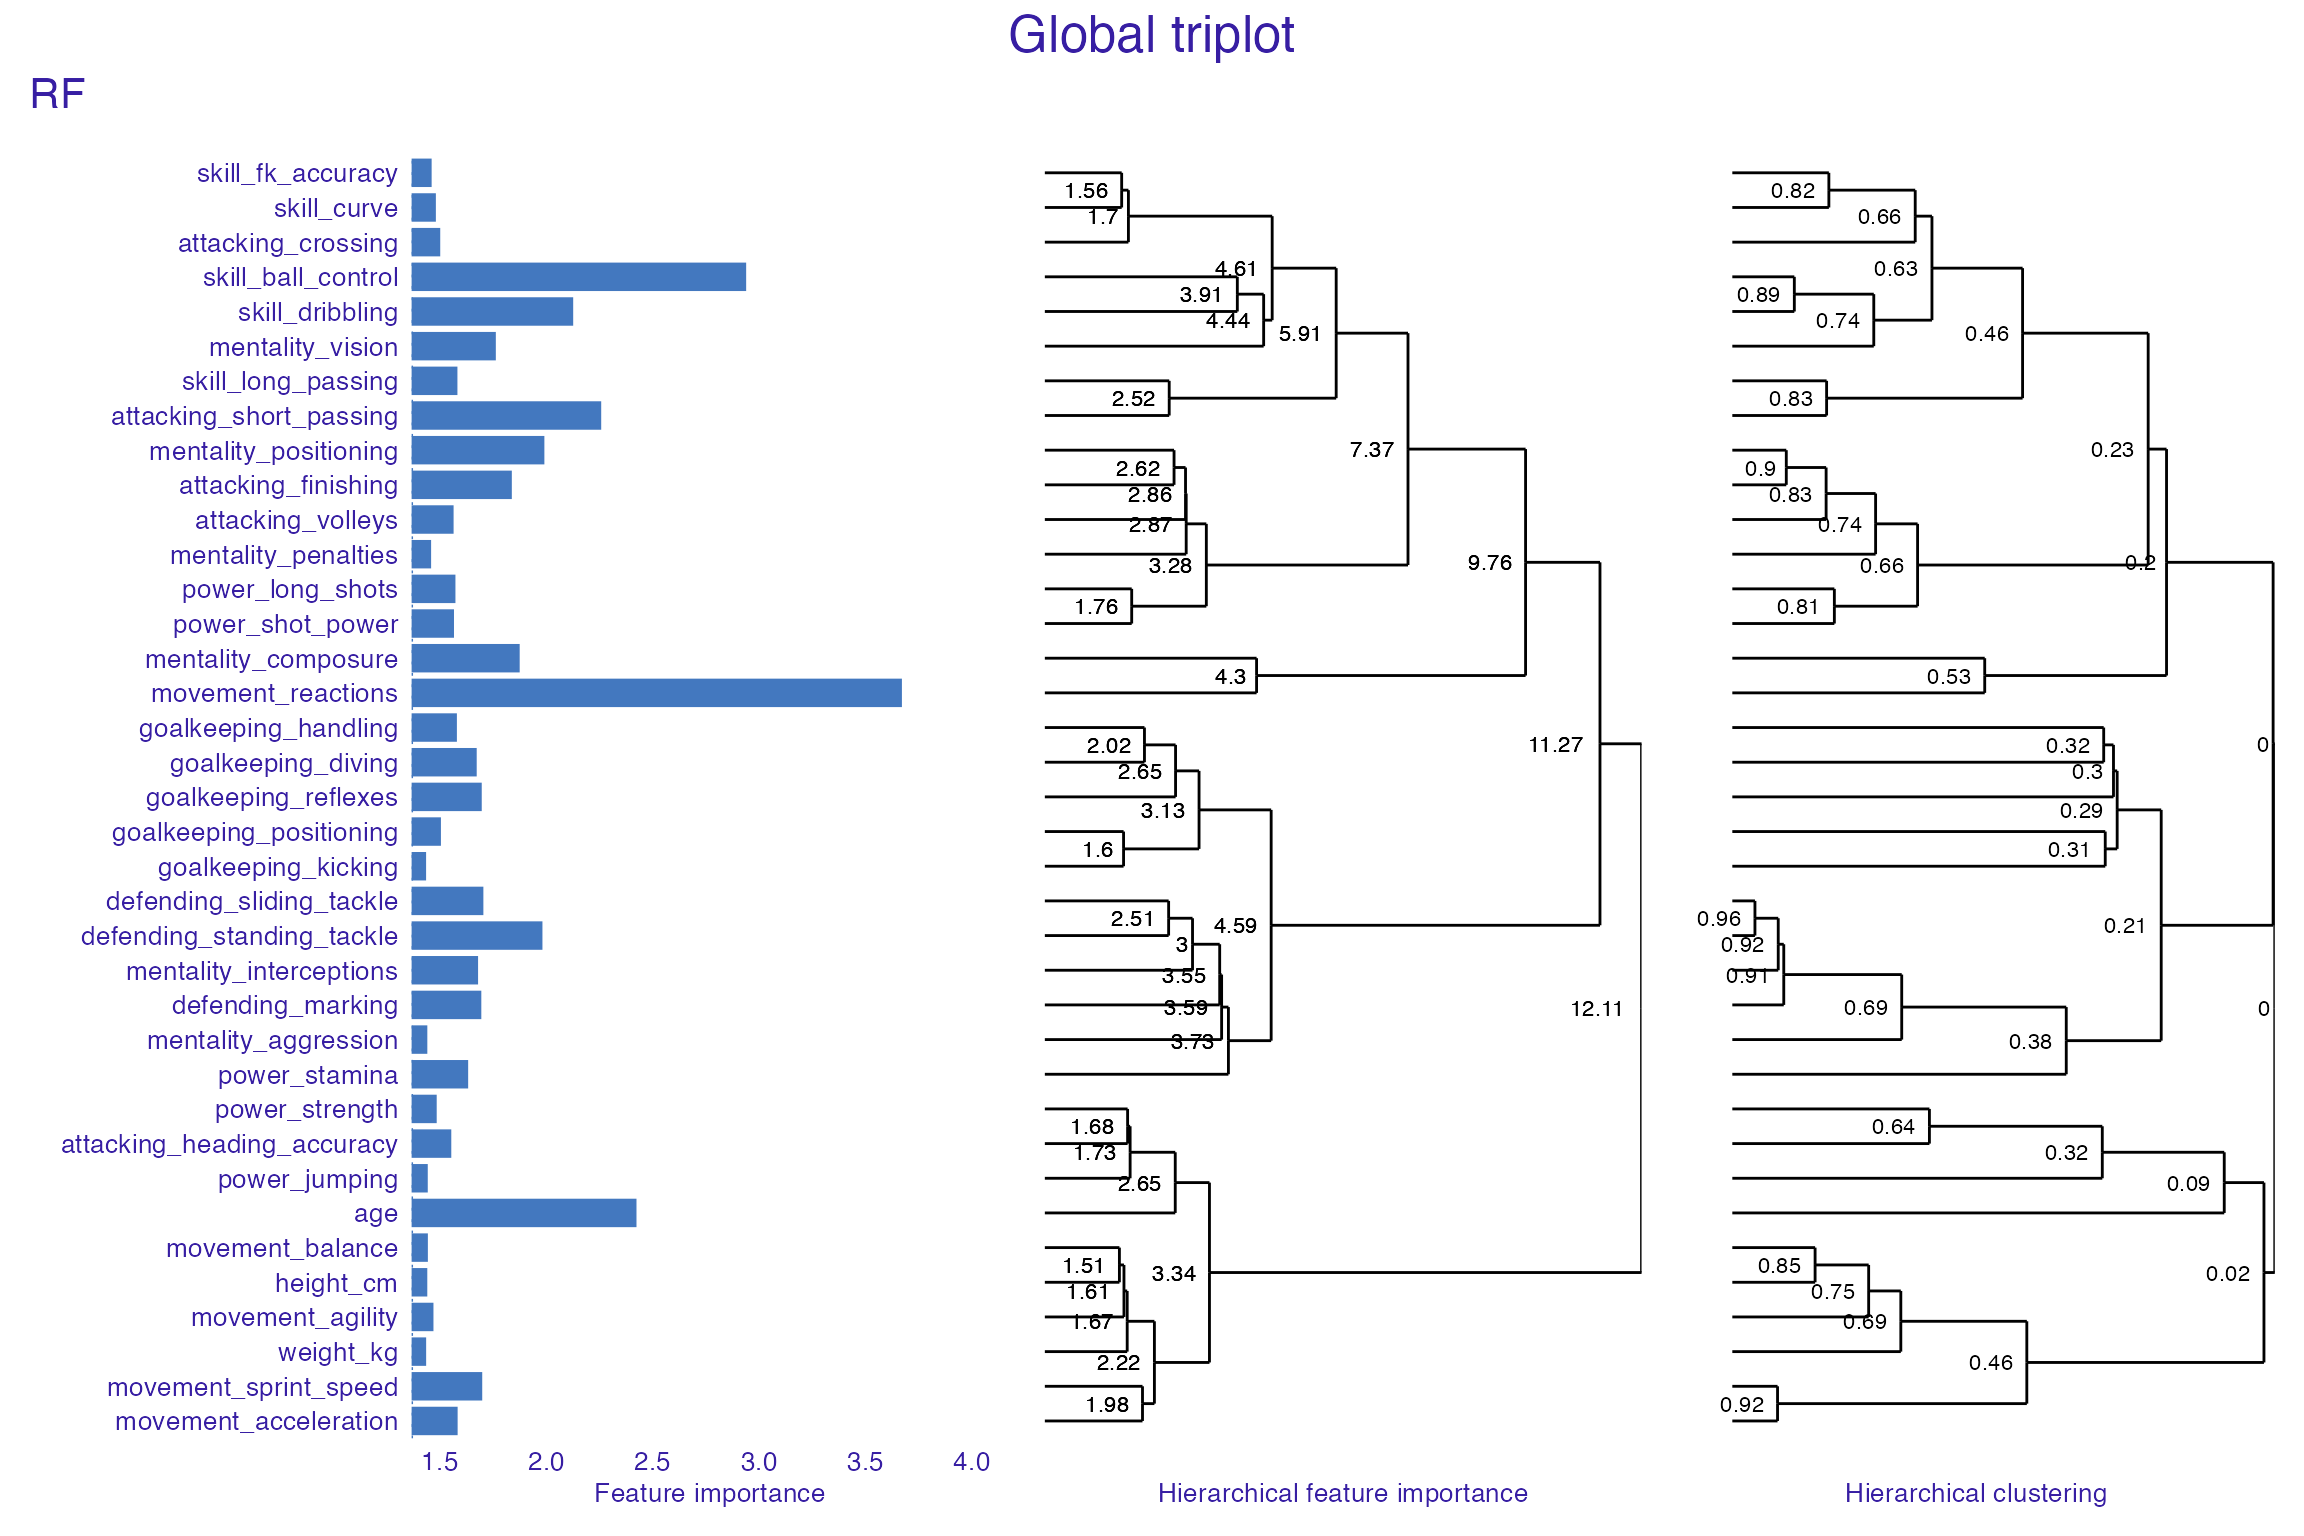 Global triplot
RF
skill_fk_accuracy
skill_curve
attacking_crossing
skill_ball_control
skill_dribbling
mentality_vision
skill_long_passing
attacking_short_passing
mentality_positioning
attacking_finishing
attacking_volleys
mentality_penalties
power_long_shots
power_shot_power
mentality_composure
movement_reactions
goalkeeping_handling
goalkeeping_diving
goalkeeping_reflexes
goalkeeping_positioning
goalkeeping_kicking
defending_sliding_tackle
defending_standing_tackle
mentality_interceptions
defending_marking
mentality_aggression
power_stamina
power_strength
attacking_heading_accuracy
power_jumping
age
movement_balance
height_cm
movement_agility
weight_kg
movement_sprint_speed
movement_acceleration
1.5 2.0 2.5 3.0 3.5 4.0
Feature importance
1.56
1.7
4.61
3.91
4.44
5.91
2.52
7.37
2.62
2.86
2.87
3.28
9.76
1.76
4.3
2.02
11.27
2.65
3.13
1.6
2.51
4.59
3
3.55
3.59
12.11
3.73
1.68
1.73
2.65
1.51
3.34
1.61
1.67
2.22
1.98
Hierarchical feature importance
0.82
0.66
0.63
0.89
0.74
0.46
0.83
0.23
0.9
0.83
0.74
0.66
0.2
0.81
0.53
0.32
0
0.3
0.29
0.31
0.96
0.21
0.92
0.91
0.69
0
0.38
0.64
0.32
0.09
0.85
0.02
0.75
0.69
0.46
0.92
Hierarchical clustering